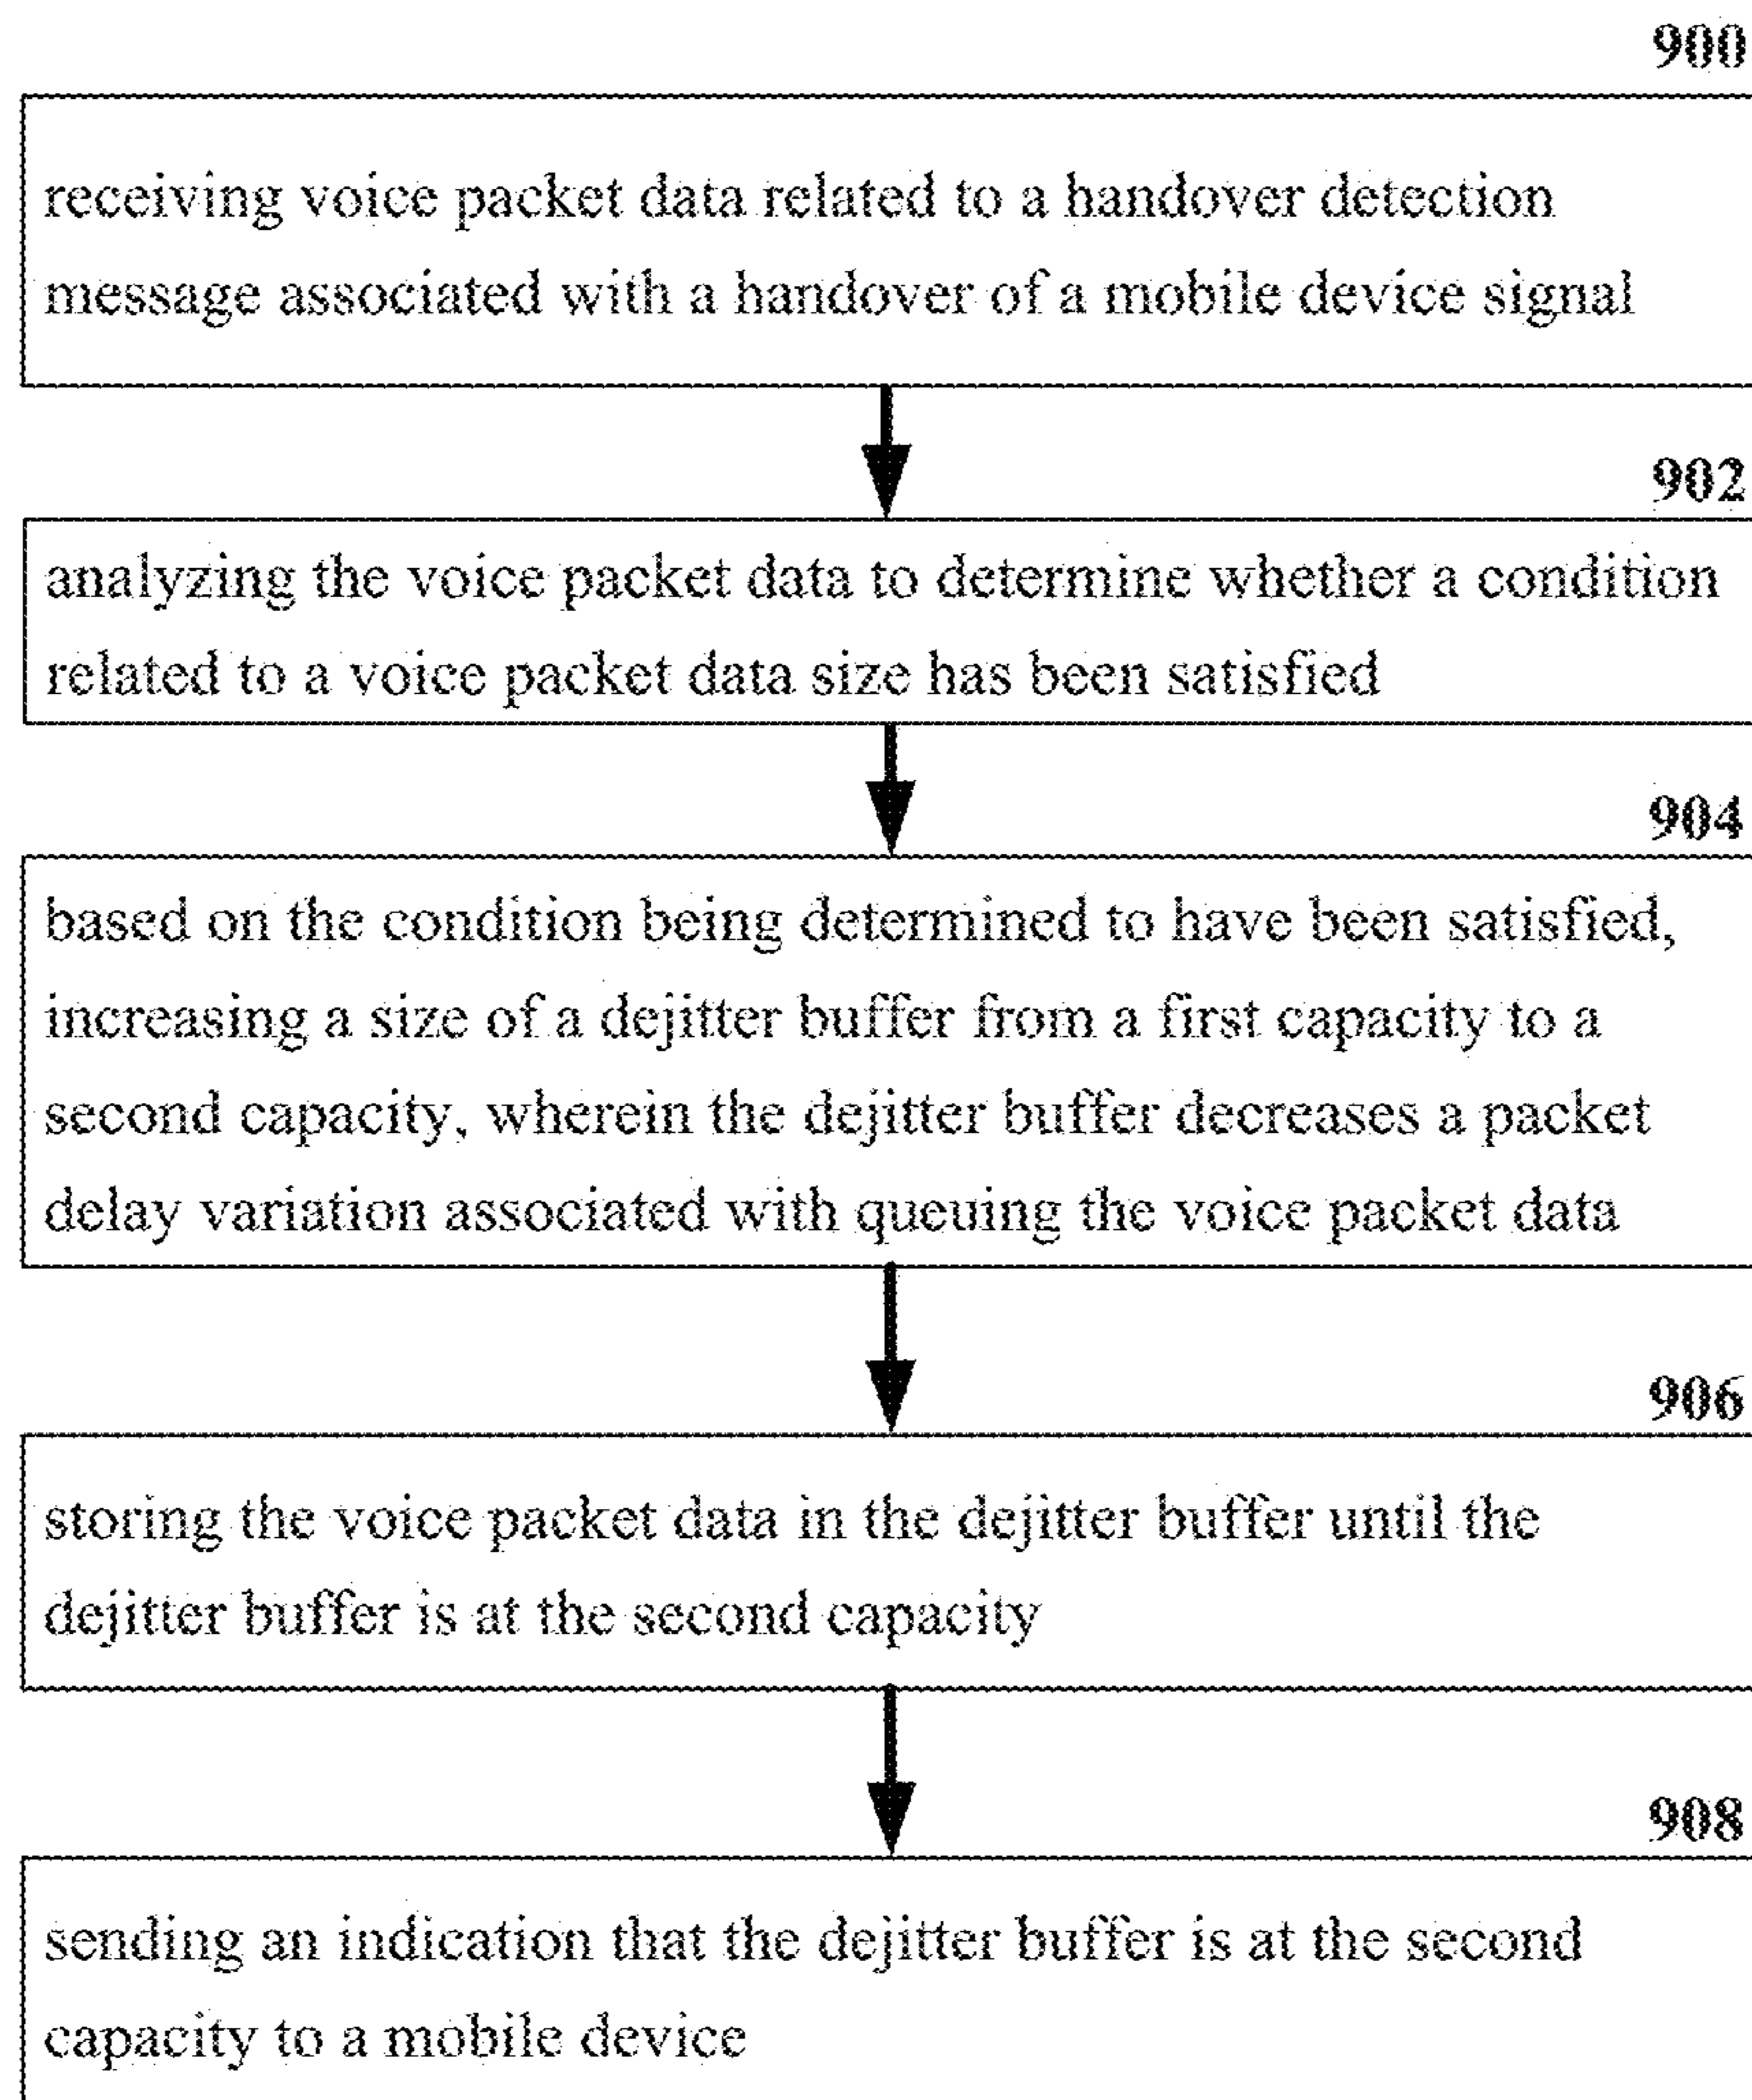 900
receiving voice packet data related to a handover detection
message associated with a handover of a mobile device signal
902
analyzing the voice packet data to determine whether a condition
related to a voice packet data size has been satisfied
904
based on the condition being determined to have been satisfied,
increasing a size of a dejitter buffer from a first capacity to a
second capacity, wherein the dejitter buffer decreases a packet
delay variation associated with queuing the voice packet data
906
storing the voice packet data in the dejitter buffer until the
dejitter buffer is at the second capacity
908
sending an indication that the dejitter buffer is at the second
capacity to a mobile device